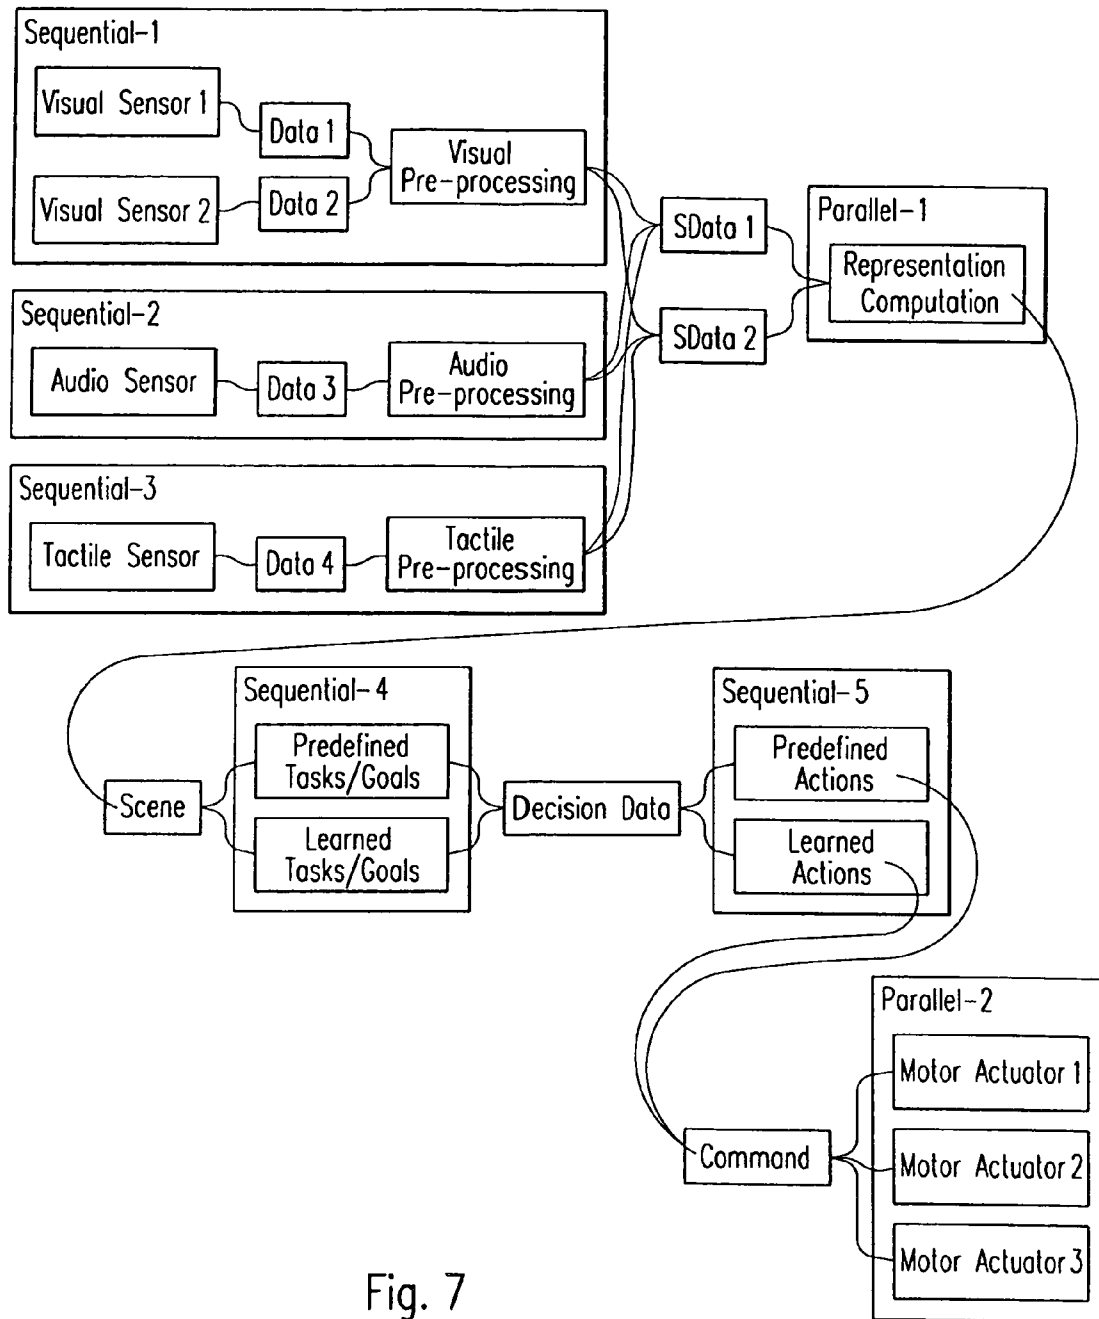 Sequential-1
Visual Sensor 1
Data 1
Visual
Pre-processing
Visual Sensor 2
Data 2
SData 1
SData 2
Parallel-1
Representation
Computation
Sequential-2
Audio Sensor
Data 3
Audio
Pre-processing
Sequential-3
Tactile Sensor
Data 4
Tactile
Pre-processing
Scene
Sequential-4
Predefined
Tasks/Goals
Learned
Tasks/Goals
Decision Data
Sequential-5
Predefined
Actions
Learned
Actions
Command
Parallel-2
Motor Actuator 1
Motor Actuator 2
Motor Actuator 3
Fig. 7